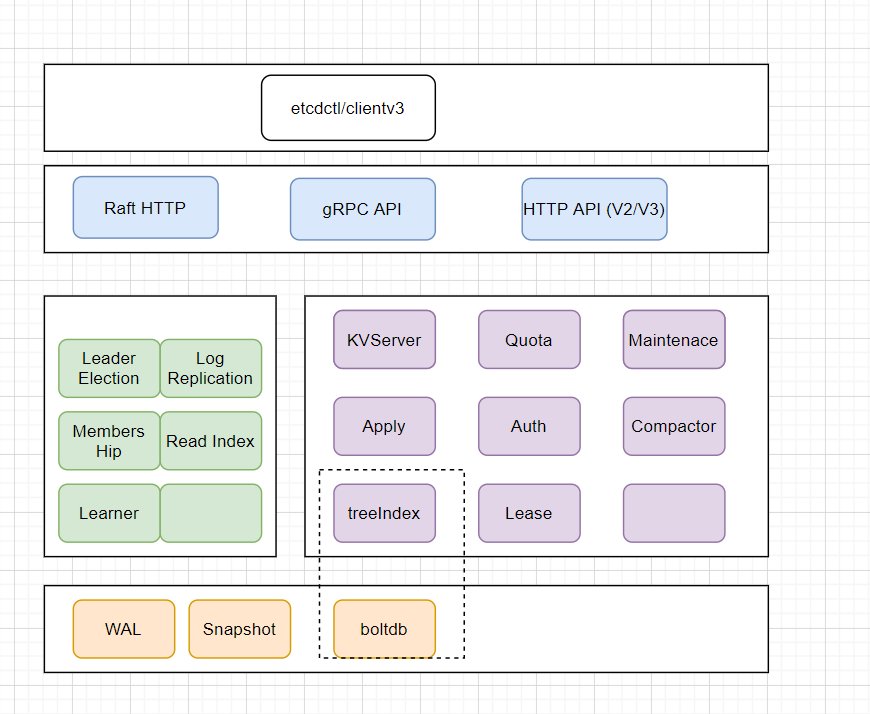 etcdctl/clientv3
Raft HTTP
gRPC API
HTTP API (V2/V3)
Leader
Election
Log
Replication
Members
Hip
Read Index
Learner
KVServer
Quota
Maintenace
Apply
Auth
Compactor
treeIndex
Lease
WAL
Snapshot
boltdb